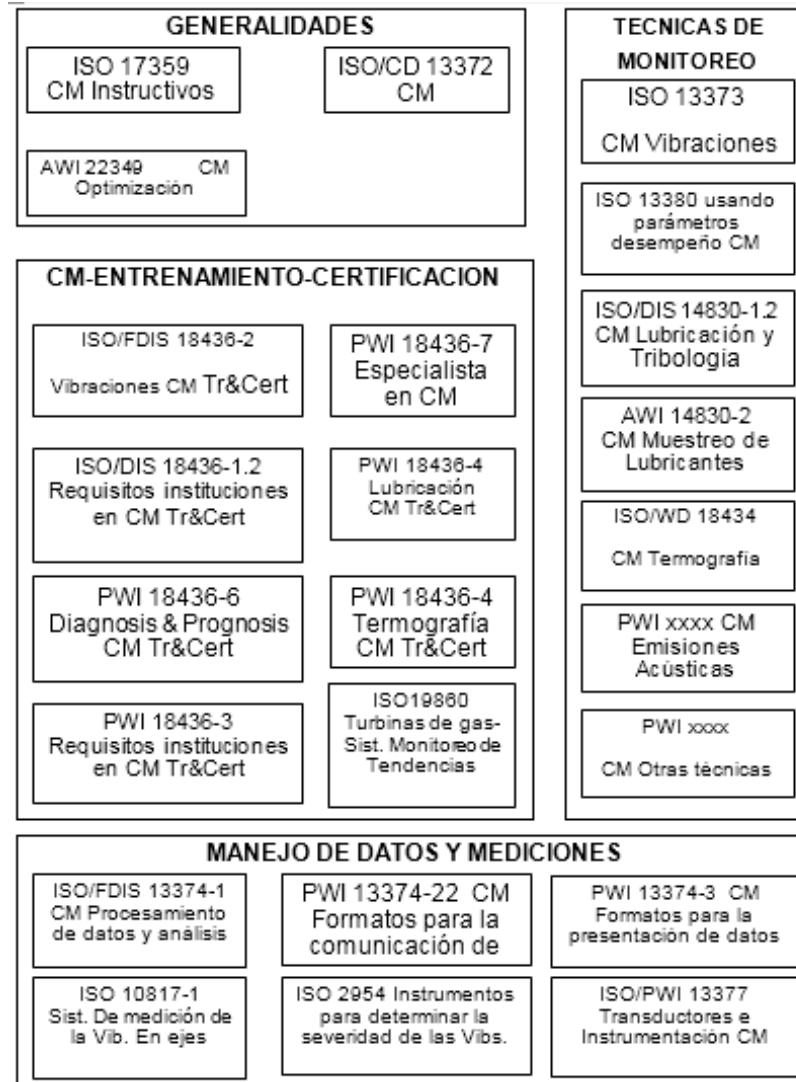 GENERALIDADES
ISO 17359
CM Instructivos
ISO/CD 13372
CM
AWI 22349 CM
Optimización
TECNICAS DE
MONITOREO
ISO 13373
CM Vibraciones
ISO 13380 usando
parámetros
desempeño CM
ISO/DIS 14830-1.2
CM Lubricación y
Tribologia
AWI 14830-2
CM Muestreo de
Lubricantes
ISO/WD 18434
CM Termografía
PWI xxxx CM
Emisiones
Acústicas
PWI xxxx
CM Otras técnicas
CM-ENTRENAMIENTO-CERTIFICACION
ISO/FDIS 18436-2
Vibraciones CM Tr&Cert
PWI 18436-7
Especialista
en CM
ISO/DIS 18436-1.2
Requisitos instituciones
en CM Tr&Cert
PWI 18436-4
Lubricación
CM Tr&Cert
PWI 18436-6
Diagnosis & Prognosis
CM Tr&Cert
PWI 18436-4
Termografía
CM Tr&Cert
PWI 18436-3
Requisitos instituciones
en CM Tr&Cert
ISO19860
Turbinas de gas-
Sist. Monitoreo de
Tendencias
MANEJO DE DATOS Y MEDICIONES
ISO/FDIS 13374-1
CM Procesamiento
de datos y análisis
PWI 13374-22 CM
Formatos para la
comunicación de
PWI 13374-3 CM
Formatos para la
presentación de datos
ISO 10817-1
Sist. De medición de
la Vib. En ejes
ISO 2954 Instrumentos
para determinar la
severidad de las Vibs.
ISO/PWI 13377
Transductores e
Instrumentación CM